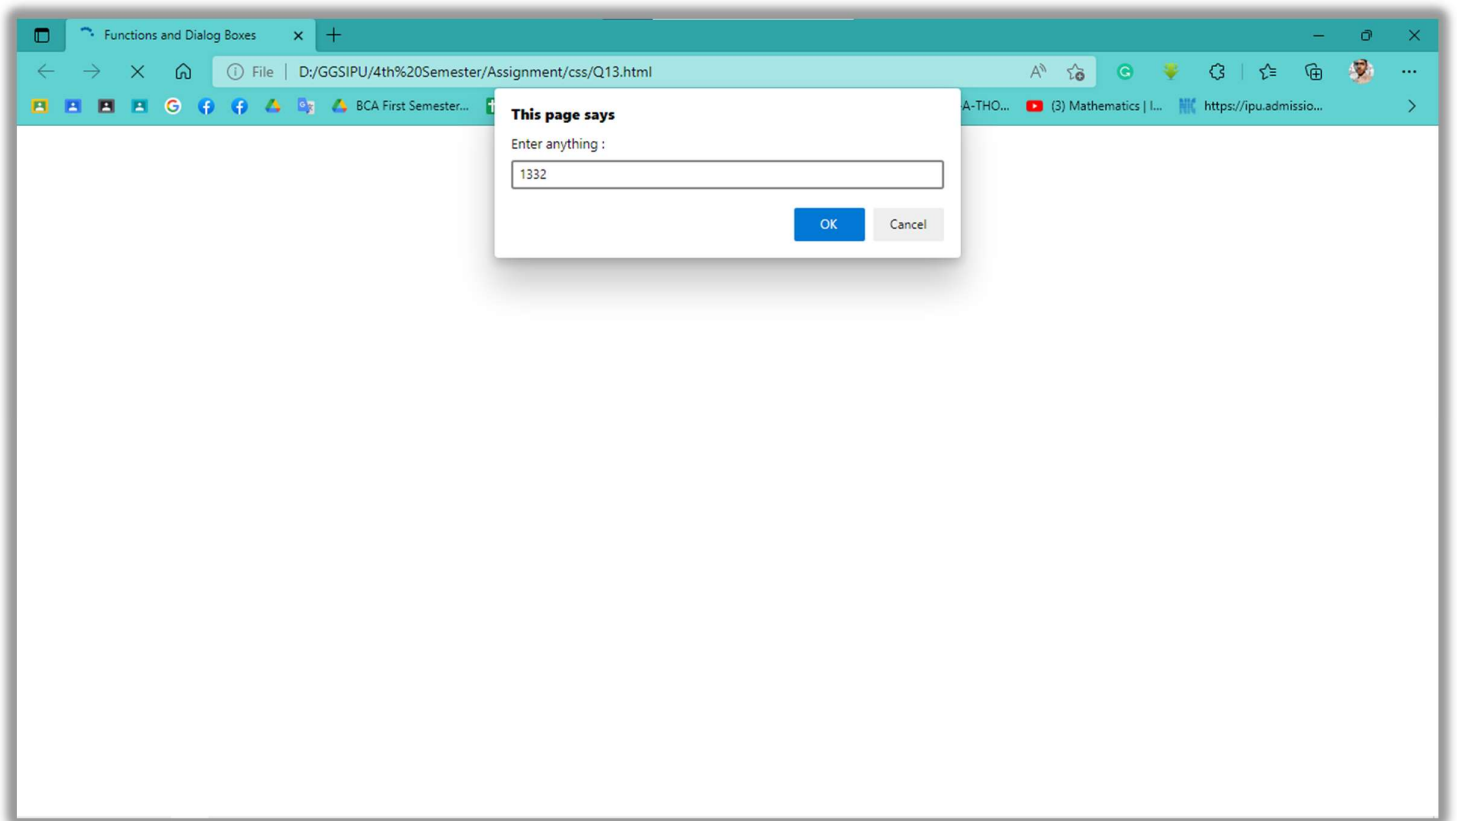 Functions and Dialog Boxes
File | D:/GGSIPU/4th%20Semester/Assignment/css/Q13.html
BCA First Semester... A-THO... (3) Mathematics | I... https://ipu.admissio...
This page says
Enter anything :
1332
OK Cancel